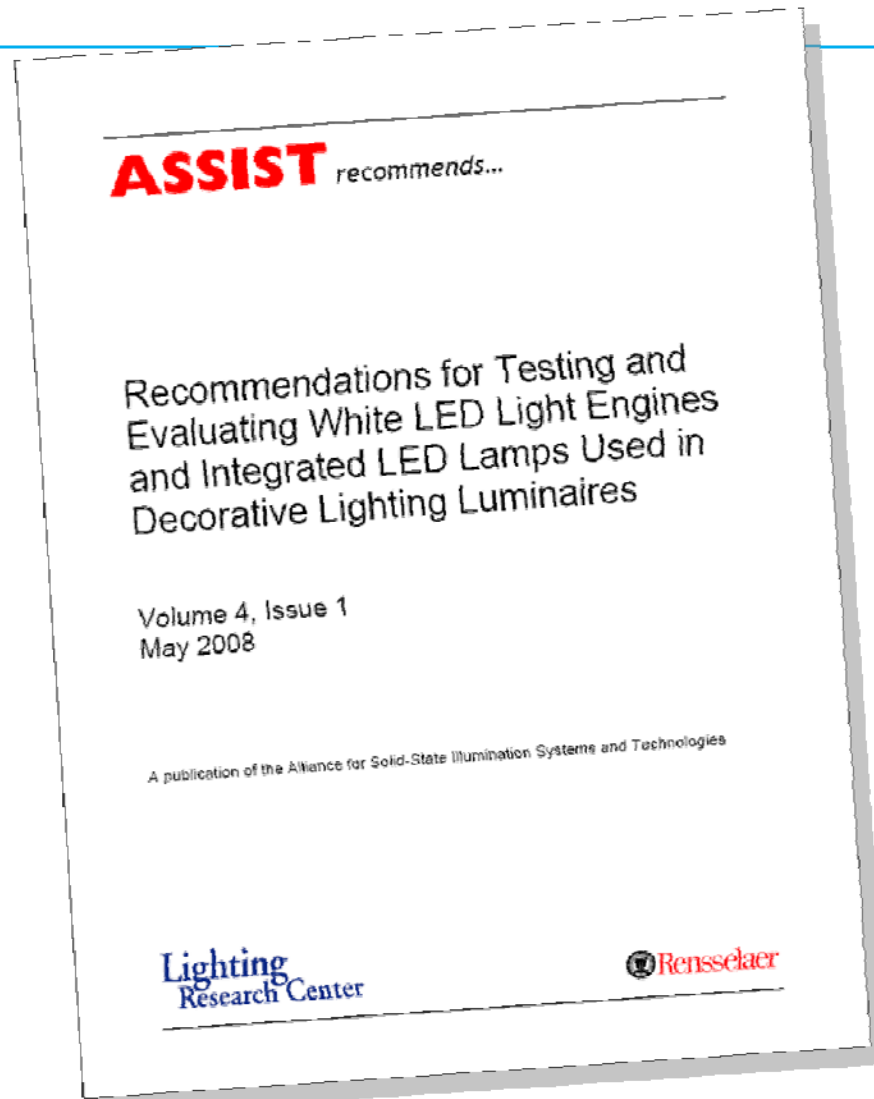 ASSIST recommends...
Recommendations for Testing and
Evaluating White LED Light Engines
and Integrated LED Lamps Used in
Decorative Lighting Luminaires
Volume 4, Issue 1
May 2008
A publication of the Alliance for Solid-State Illumination Systems and Technologies
Lighting
Research Center
Rensselaer